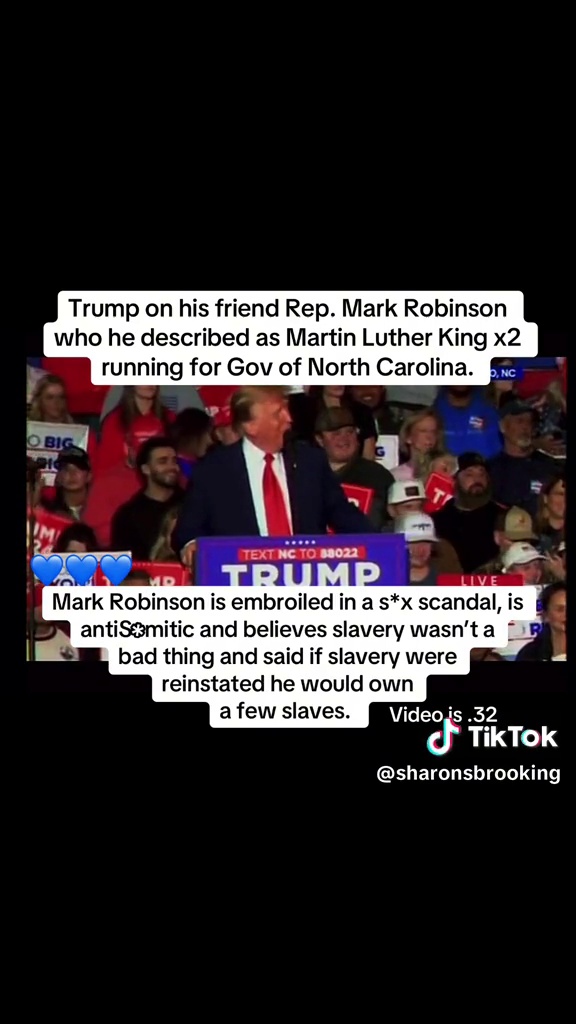 Trump on his friend Rep. Mark Robinson
who he described as Martin Luther King x2
running for Gov of North Carolina.
O, NC
O BIG
TEXT NC TO 88022
TRUMP
LIVE
Mark Robinson is embroiled in a s*x scandal, is
antiS*mitic and believes slavery wasn’t a
bad thing and said if slavery were
reinstated he would own
a few slaves.
Video is .32
TikTok
@sharonsbrooking